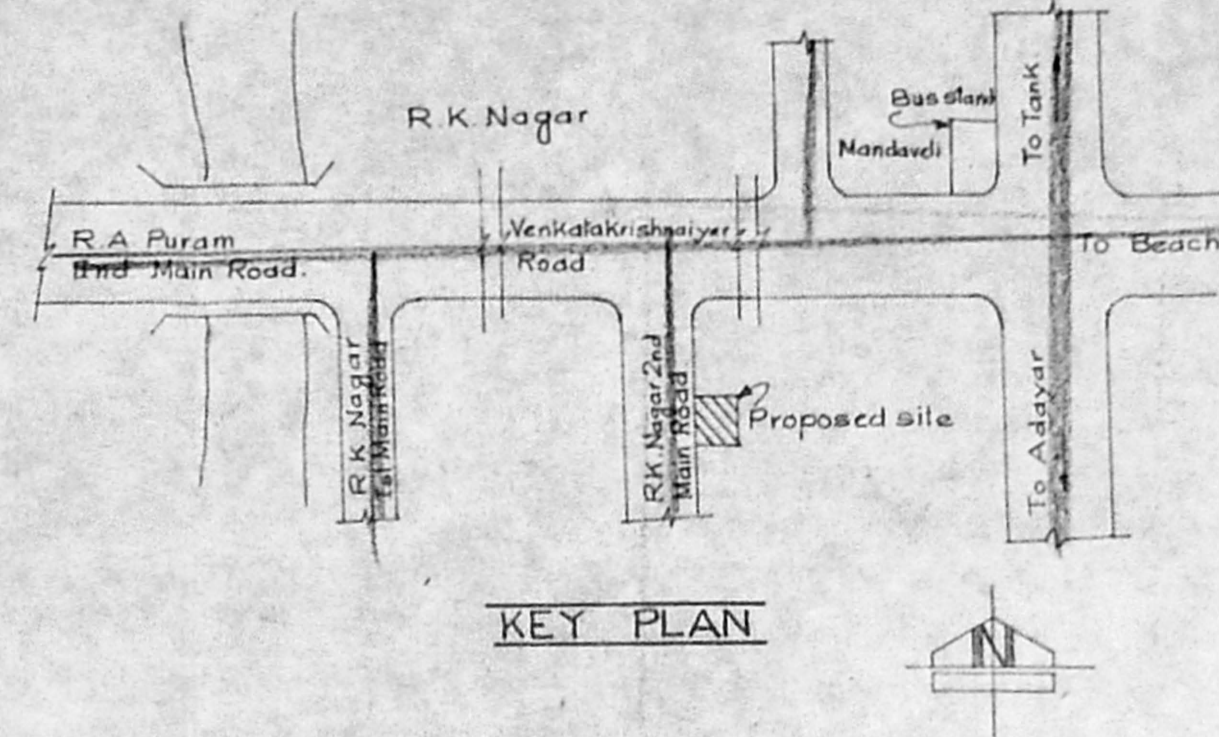 R.K. Nagar
Bus stand
Mandaveli
To Tank
R.A Puram
IInd Main Road.
Venkatakrishnaiyer
Road
To Beach
R.K Nagar
1st Main Road
R.K. Nagar 2nd
Main Road
Proposed site
To Adayar
KEY PLAN
N